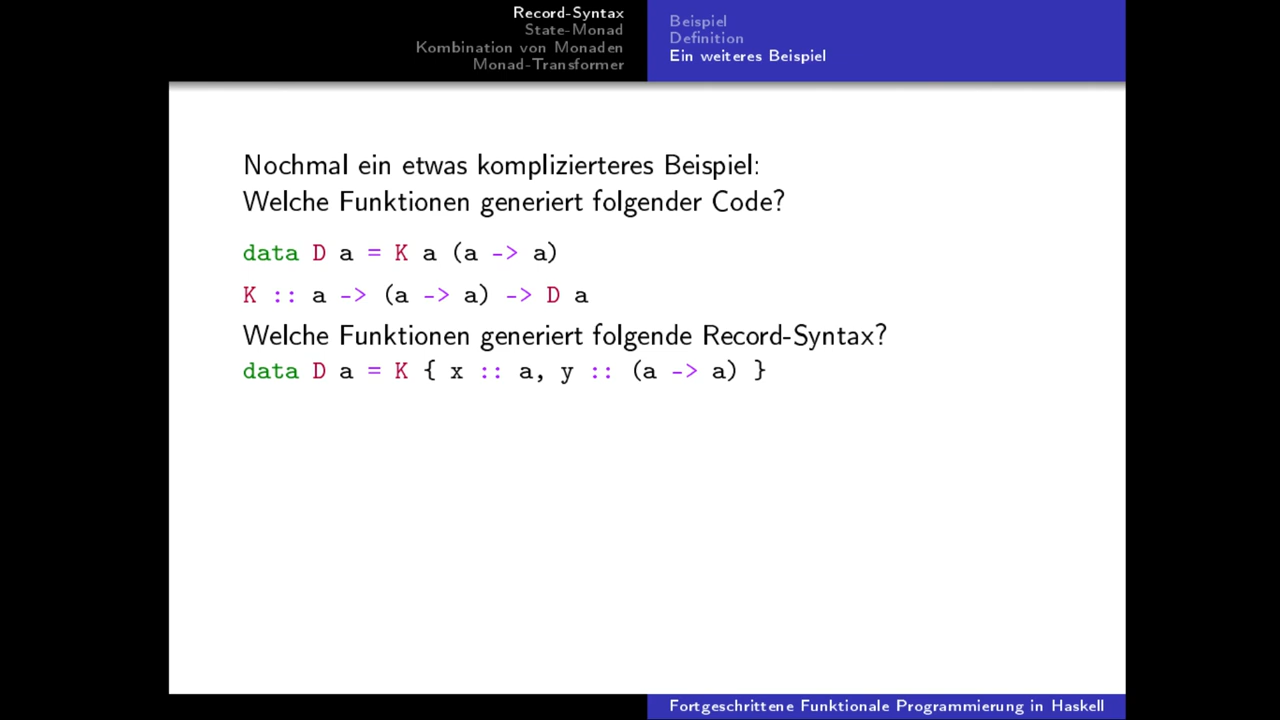 Record-Syntax
State-Monad
Kombination von Monaden
Monad-Transformer
Beispiel
Definition
Ein weiteres Beispiel
Nochmal ein etwas komplizierteres Beispiel:
Welche Funktionen generiert folgender Code?
data D a = K a (a -> a)
K :: a -> (a -> a) -> D a
Welche Funktionen generiert folgende Record-Syntax?
data D a = K { x :: a, y :: (a -> a) }
Fortgeschrittene Funktionale Programmierung in Haskell